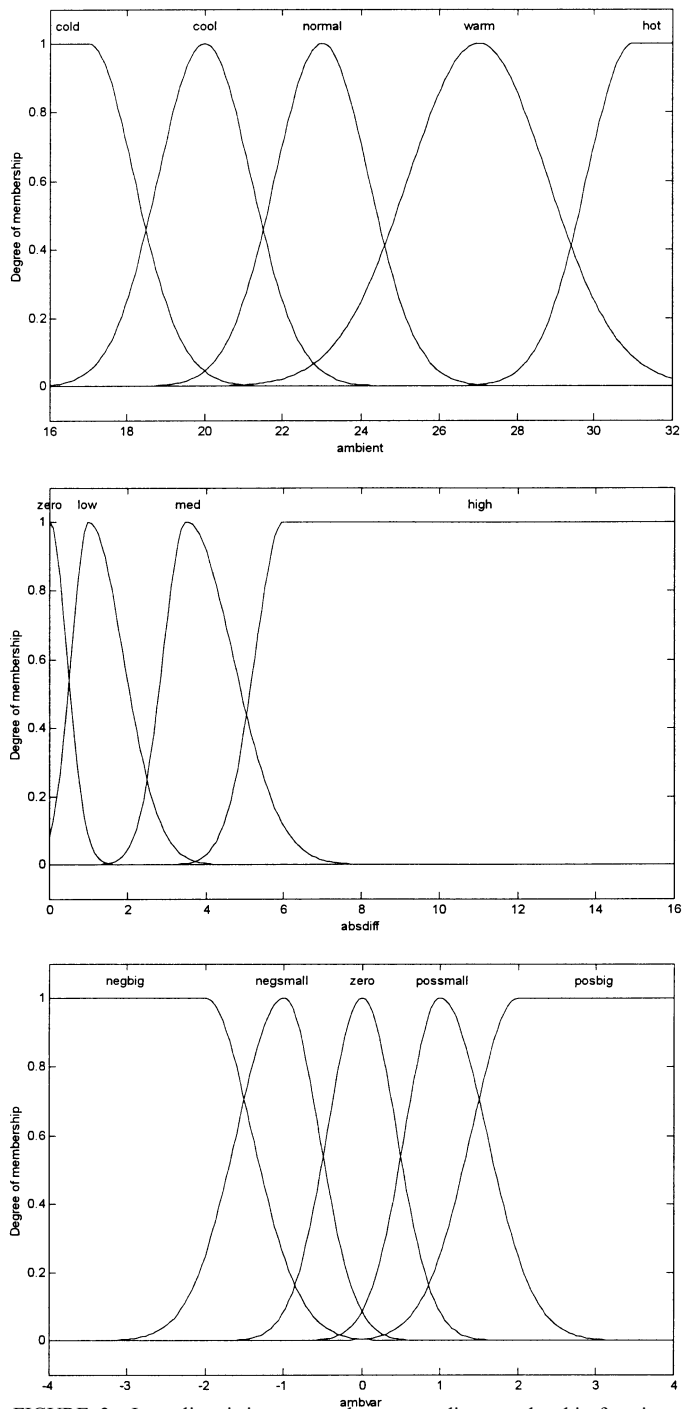 cold cool normal warm hot
1
0.8
0.6
0.4
0.2
0
Degree of membership
16 18 20 22 24 26 28 30 32
ambient
zero low med high
1
0.8
0.6
0.4
0.2
0
Degree of membership
0 2 4 6 8 10 12 14 16
absdiff
negbig negsmall zero possmall posbig
1
0.8
0.6
0.4
0.2
0
Degree of membership
-4 -3 -2 -1 0 1 2 3 4
ambvar